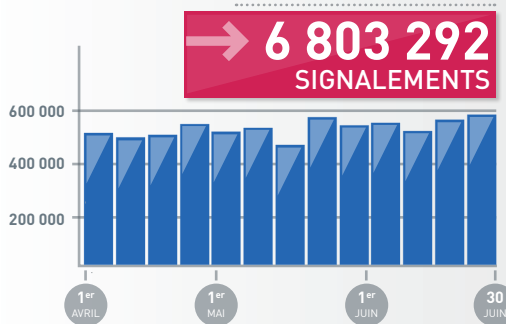 6 803 292
SIGNALEMENTS
600 000
400 000
200 000
1er
AVRIL
1er
MAI
1er
JUIN
30
JUIN